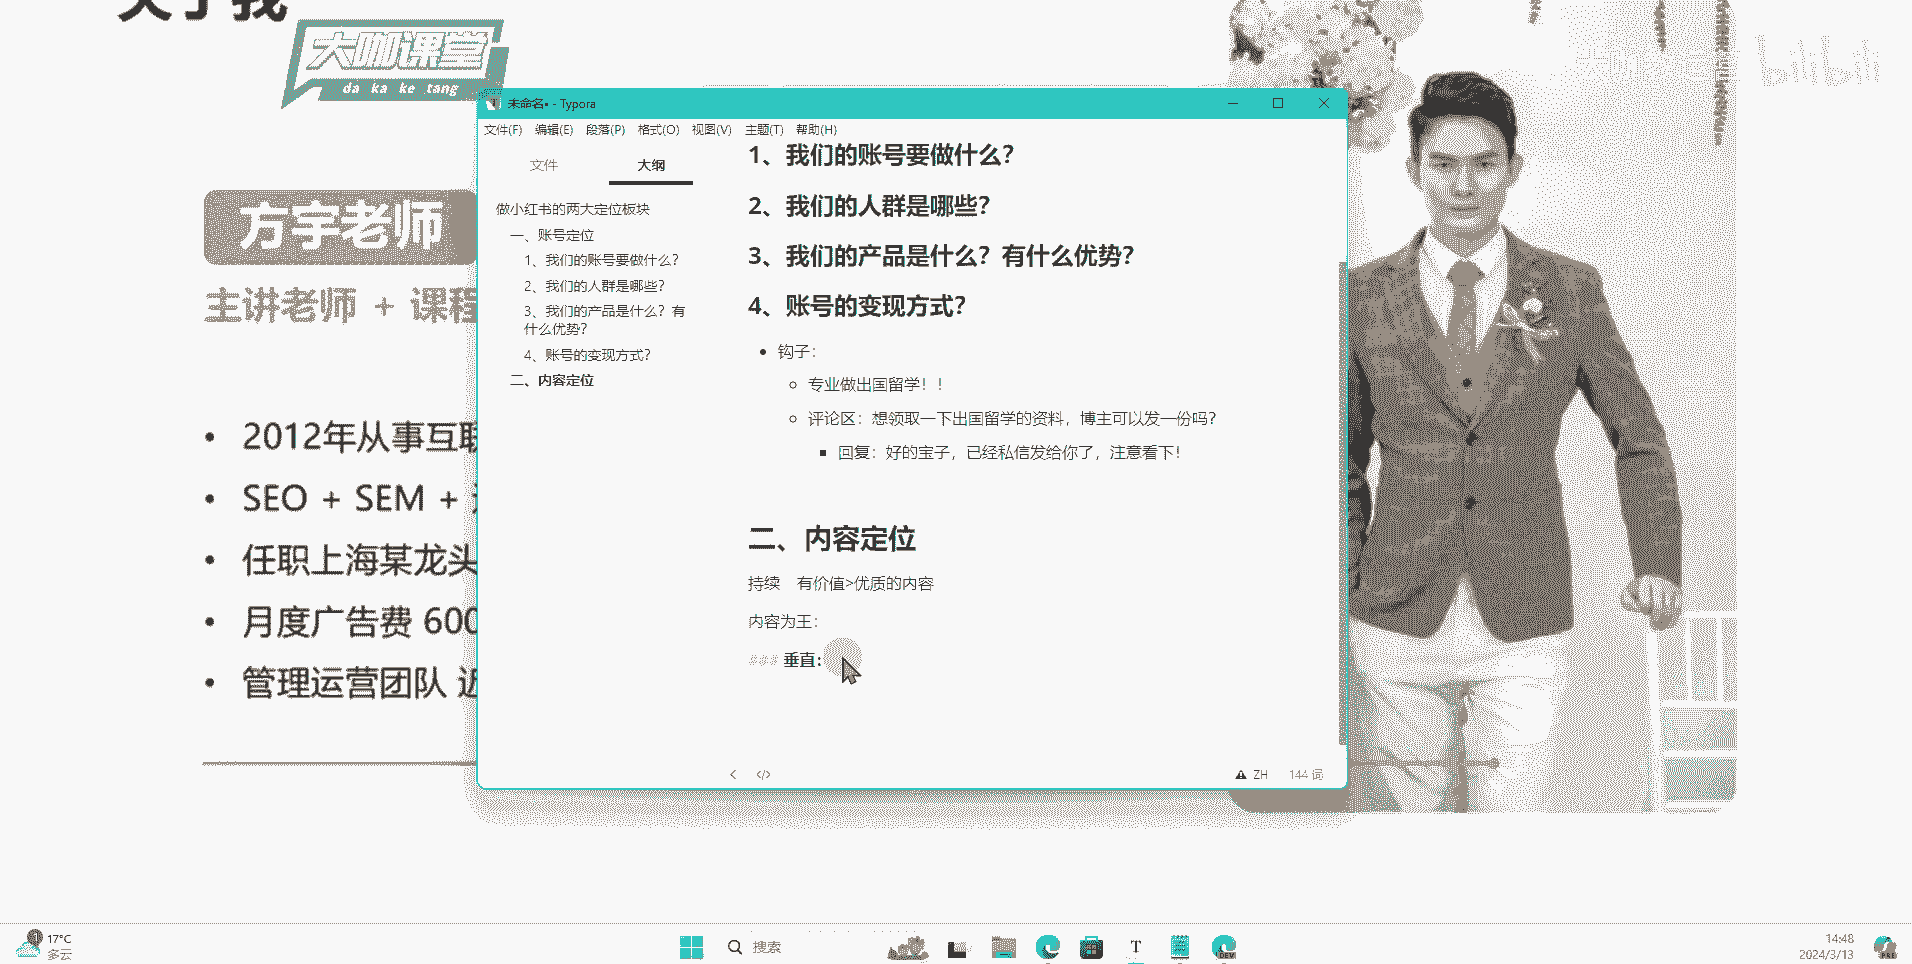 关于我
大咖课堂
da ka ke tang
bilibili
方宇老师
主讲老师 + 课程
2012年从事互联
SEO + SEM +
任职上海某龙头
月度广告费 600
管理运营团队 近
未命名• - Typora
文件(F) 编辑(E) 段落(P) 格式(O) 视图(V) 主题(T) 帮助(H)
文件 大纲
做小红书的两大定位板块
一、账号定位
1、我们的账号要做什么?
2、我们的人群是哪些?
3、我们的产品是什么?有
什么优势?
4、账号的变现方式?
二、内容定位
1、我们的账号要做什么?
2、我们的人群是哪些?
3、我们的产品是什么?有什么优势?
4、账号的变现方式?
钩子:
专业做出国留学!!
评论区:想领取一下出国留学的资料,博主可以发一份吗?
回复:好的宝子,已经私信发给你了,注意看下!
二、内容定位
持续 有价值>优质的内容
内容为王:
### 垂直:
ZH 144 词
17°C
多云
搜索
T
DEV
14:48
2024/3/13
PRE